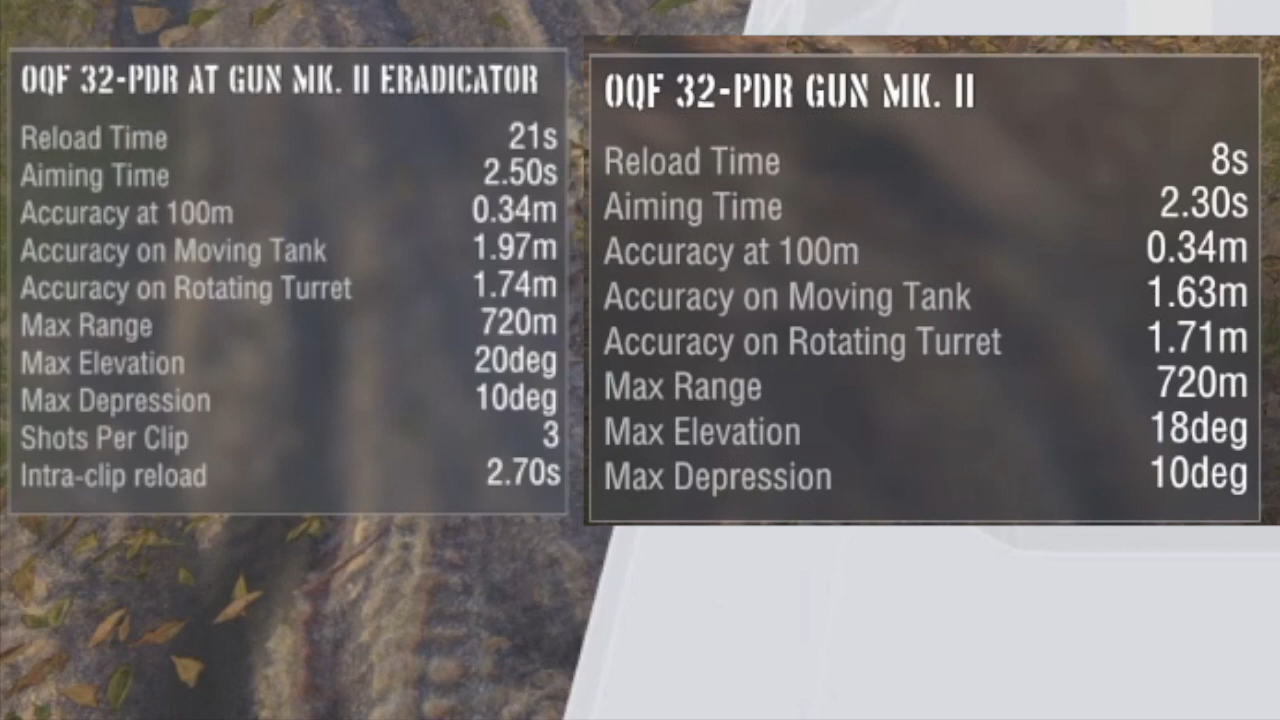 OQF 32-PDR AT GUN MK. II ERADICATOR
Reload Time 21s
Aiming Time 2.50s
Accuracy at 100m 0.34m
Accuracy on Moving Tank 1.97m
Accuracy on Rotating Turret 1.74m
Max Range 720m
Max Elevation 20deg
Max Depression 10deg
Shots Per Clip 3
Intra-clip reload 2.70s
OQF 32-PDR GUN MK. II
Reload Time 8s
Aiming Time 2.30s
Accuracy at 100m 0.34m
Accuracy on Moving Tank 1.63m
Accuracy on Rotating Turret 1.71m
Max Range 720m
Max Elevation 18deg
Max Depression 10deg